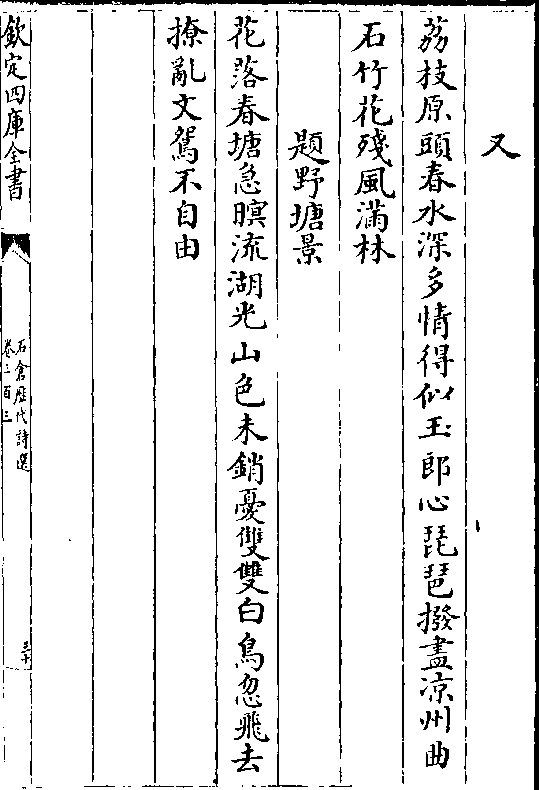 又
荔枝原頭春水深多情得似玉郎心琵琶撥盡凉州曲
石竹花殘風滿林
題野塘景
花落春塘急暝流湖光山色未銷憂雙雙白鳥忽飛去
撩亂文鴛不自由
欽定四庫全書
石倉歷代詩選
卷三百三
三十